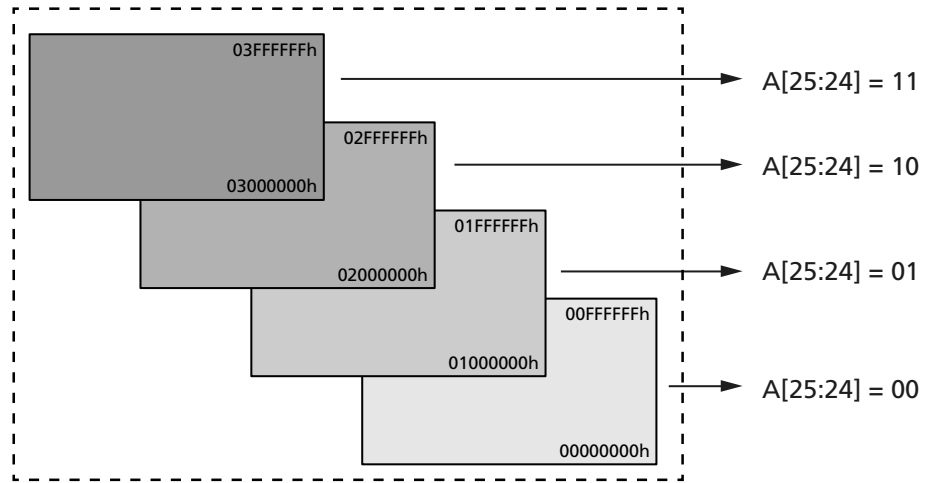 03FFFFFFh
A[25:24] = 11
03000000h
02FFFFFFh
A[25:24] = 10
02000000h
01FFFFFFh
A[25:24] = 01
01000000h
00FFFFFFh
A[25:24] = 00
00000000h